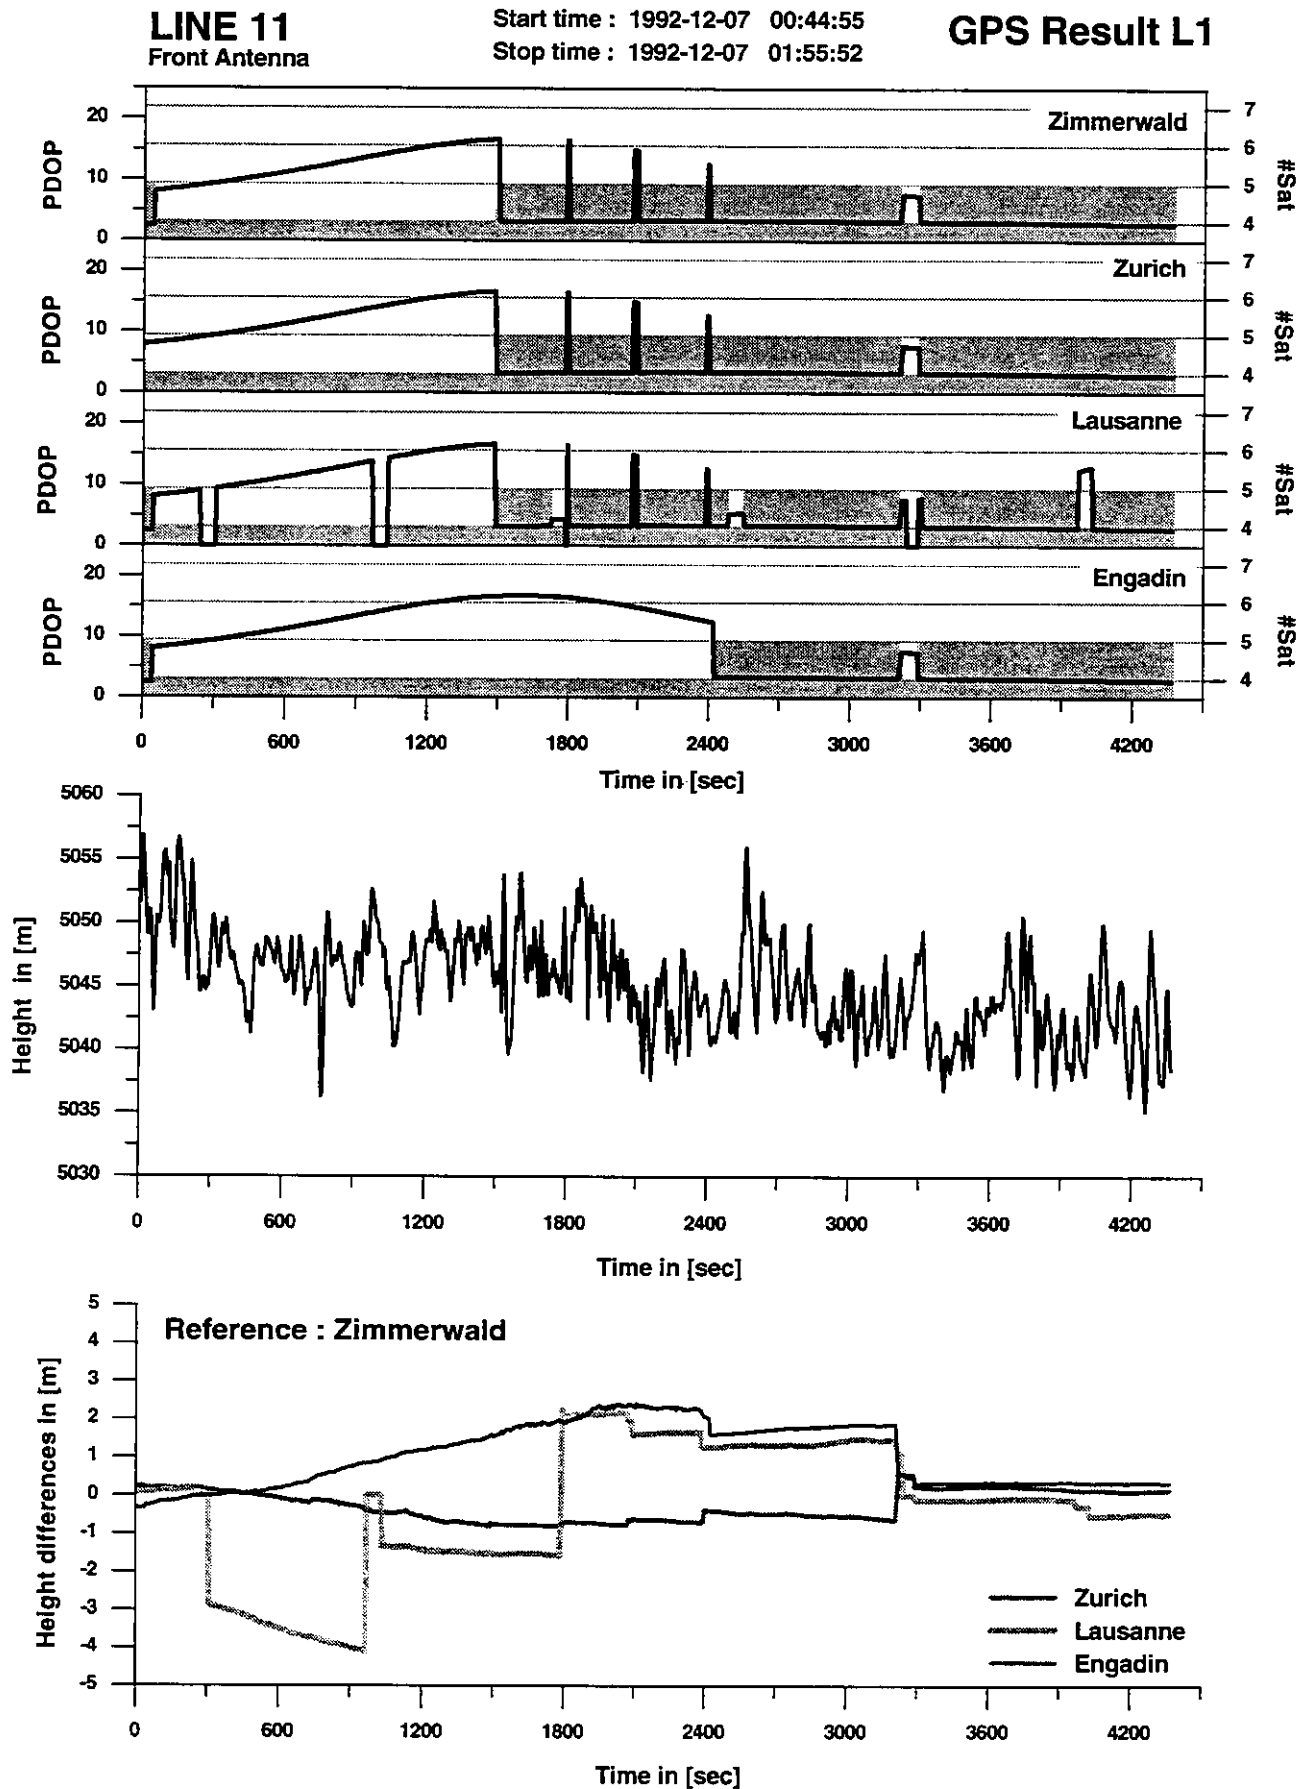 LINE 11
Front Antenna
Start time : 1992-12-07 00:44:55
Stop time : 1992-12-07 01:55:52
GPS Result L1
20
10
0
PDOP
Zimmerwald
7
6
5
4
#Sat
20
10
0
PDOP
Zurich
7
6
5
4
#Sat
20
10
0
PDOP
Lausanne
7
6
5
4
#Sat
20
10
0
PDOP
Engadin
7
6
5
4
#Sat
0 600 1200 1800 2400 3000 3600 4200
Time in [sec]
5060
5055
5050
5045
5040
5035
5030
Height in [m]
0 600 1200 1800 2400 3000 3600 4200
Time in [sec]
5
4
3
2
1
0
-1
-2
-3
-4
-5
Height differences in [m]
Reference : Zimmerwald
Zurich
Lausanne
Engadin
0 600 1200 1800 2400 3000 3600 4200
Time in [sec]